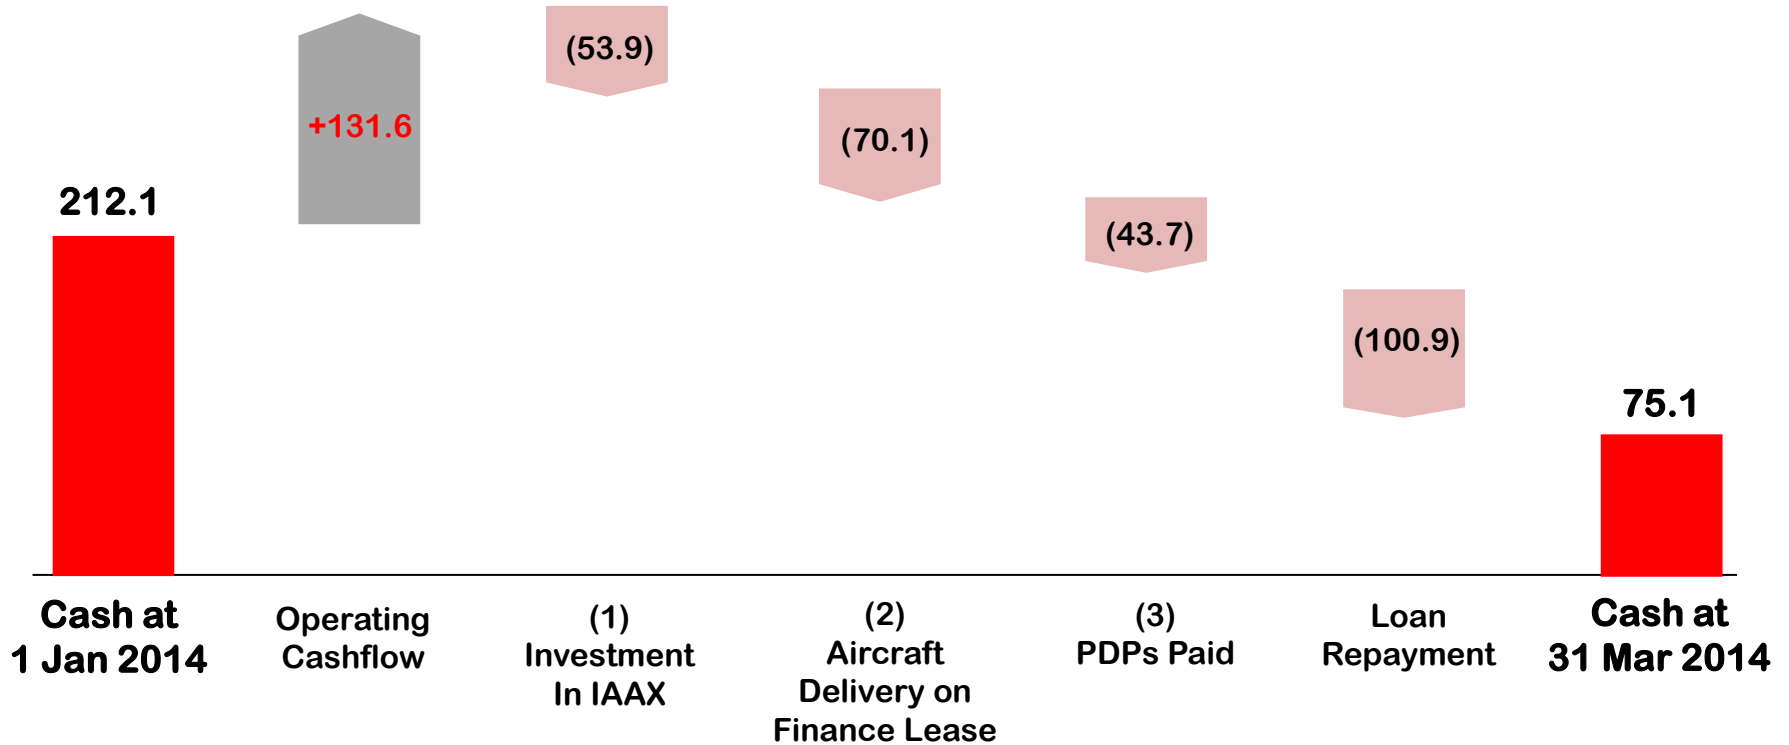 212.1
+131.6
(53.9)
(70.1)
(43.7)
(100.9)
75.1
Cash at
1 Jan 2014
Operating
Cashflow
(1)
Investment
In IAAX
(2)
Aircraft
Delivery on
Finance Lease
(3)
PDPs Paid
Loan
Repayment
Cash at
31 Mar 2014